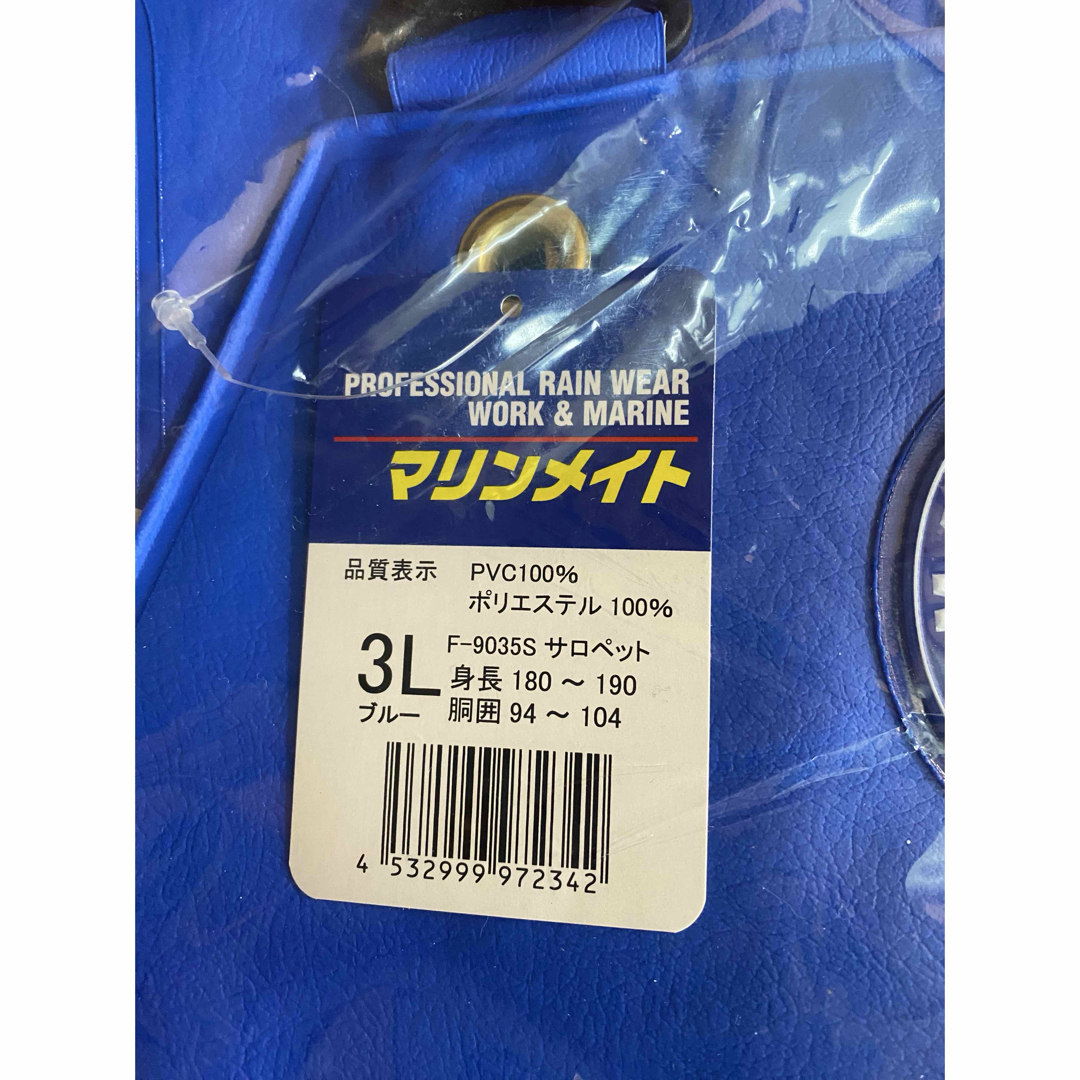 PROFESSIONAL RAIN WEAR
WORK & MARINE
マリンメイト
品質表示 PVC100%
ポリエステル 100%
3L
ブルー
F-9035S サロペット
身長 180 ～ 190
胴囲 94 ～ 104
4 532999 972342